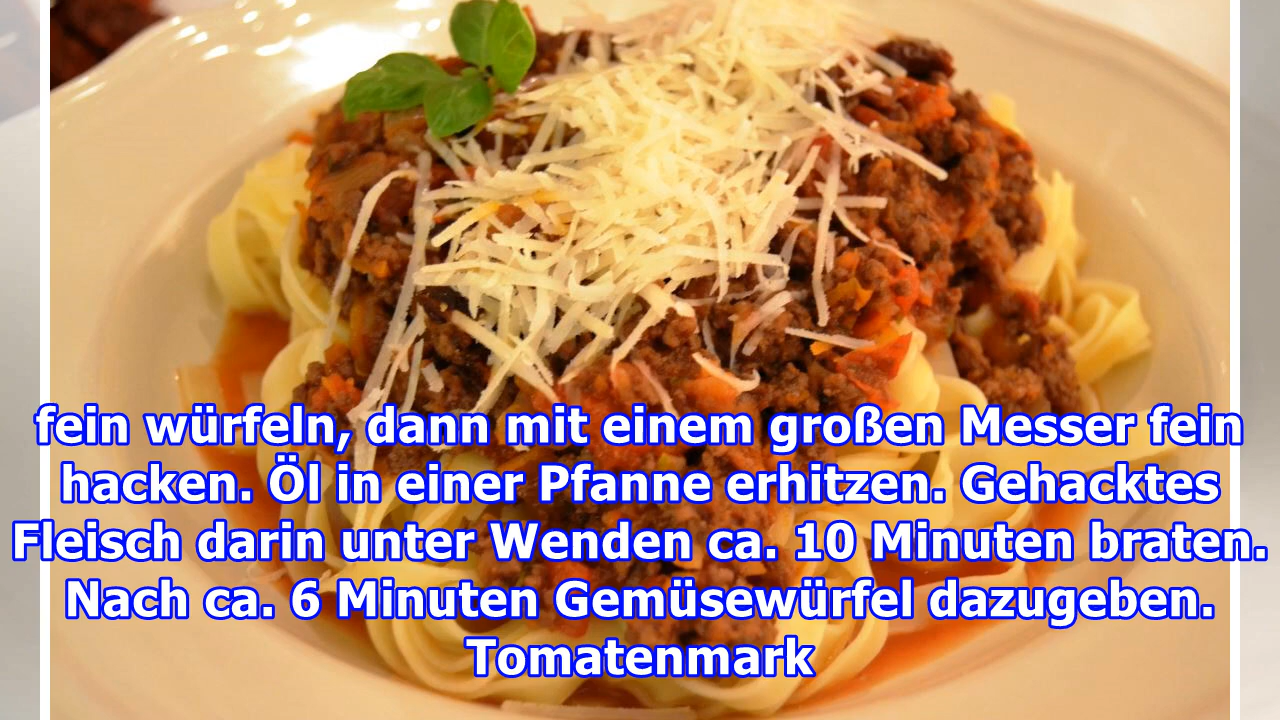 fein würfeln, dann mit einem großen Messer fein
hacken. Öl in einer Pfanne erhitzen. Gehacktes
Fleisch darin unter Wenden ca. 10 Minuten braten.
Nach ca. 6 Minuten Gemüsewürfel dazugeben.
Tomatenmark